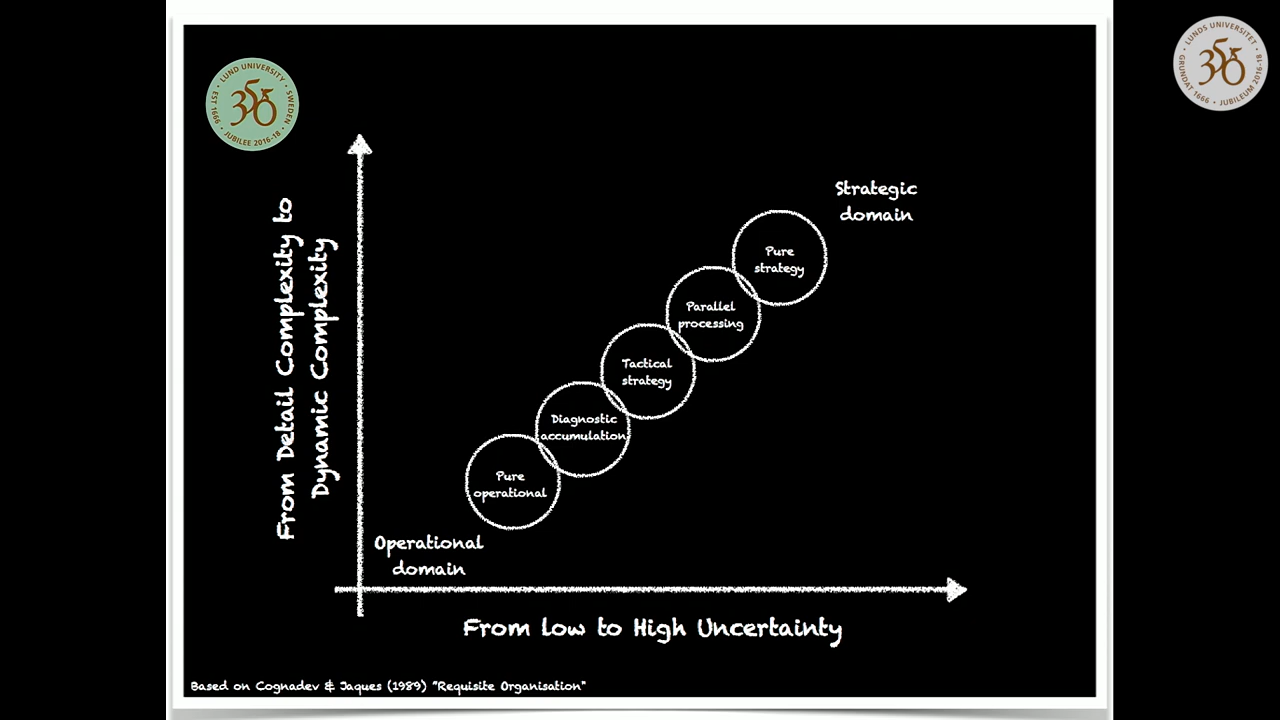 LUND UNIVERSITY
SWEDEN
EST 1666
JUBILEE 2016-18
350
LUNDS UNIVERSITET
GRUNDAT 1666
JUBILEUM 2016-18
350
From Detail Complexity to
Dynamic Complexity
Strategic
domain
Pure
strategy
Parallel
processing
Tactical
strategy
Diagnostic
accumulation
Pure
operational
Operational
domain
From low to High Uncertainty
Based on Cognadev & Jaques (1989) "Requisite Organisation"